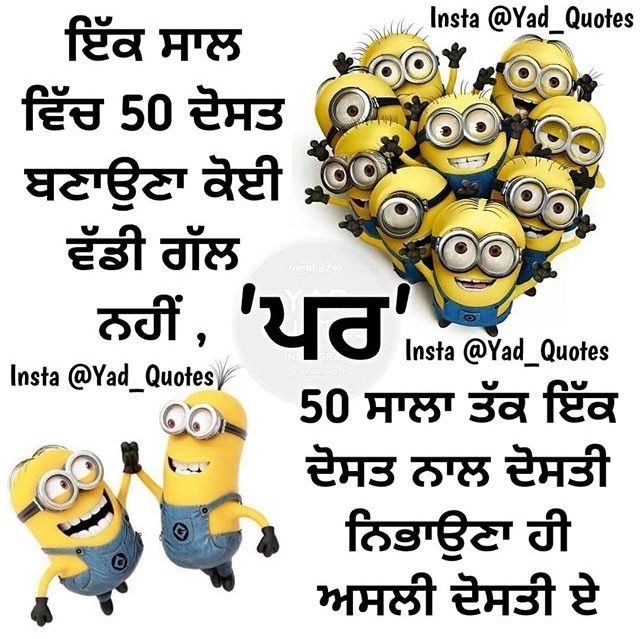 Insta @Yad_Quotes
ਇੱਕ ਸਾਲ
ਵਿੱਚ 50 ਦੋਸਤ
ਬਣਾਉਣਾ ਕੋਈ
ਵੱਡੀ ਗੱਲ
ਨਹੀਂ , 'ਪਰ'
Insta @Yad_Quotes
Insta @Yad_Quotes
50 ਸਾਲਾ ਤੱਕ ਇੱਕ
ਦੋਸਤ ਨਾਲ ਦੋਸਤੀ
ਨਿਭਾਉਣਾ ਹੀ
ਅਸਲੀ ਦੋਸਤੀ ਏ